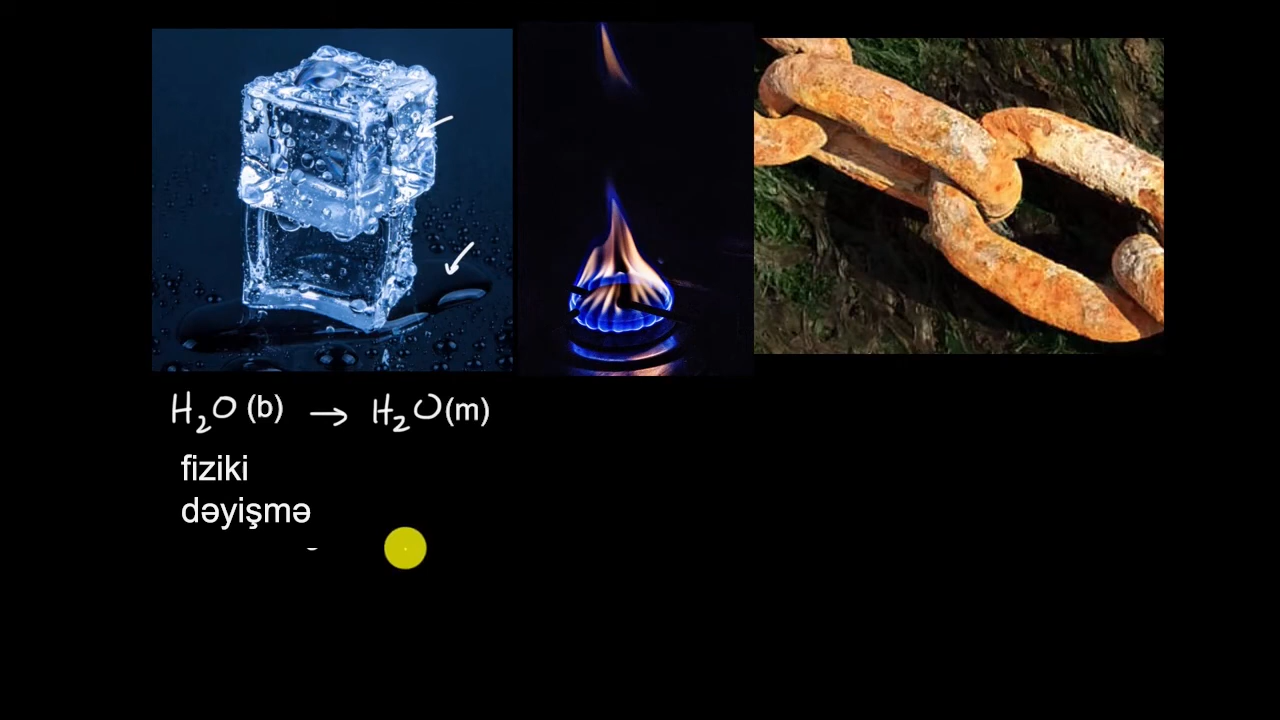 H₂O (b) → H₂O (m)
fiziki
dəyişmə